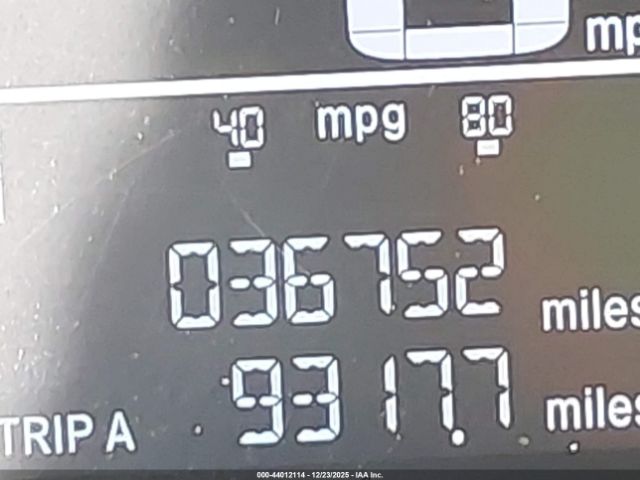 mp
40 mpg 80
036752 miles
TRIP A 9317.7 miles
000-44012114 - 12/23/2025 - IAA Inc.